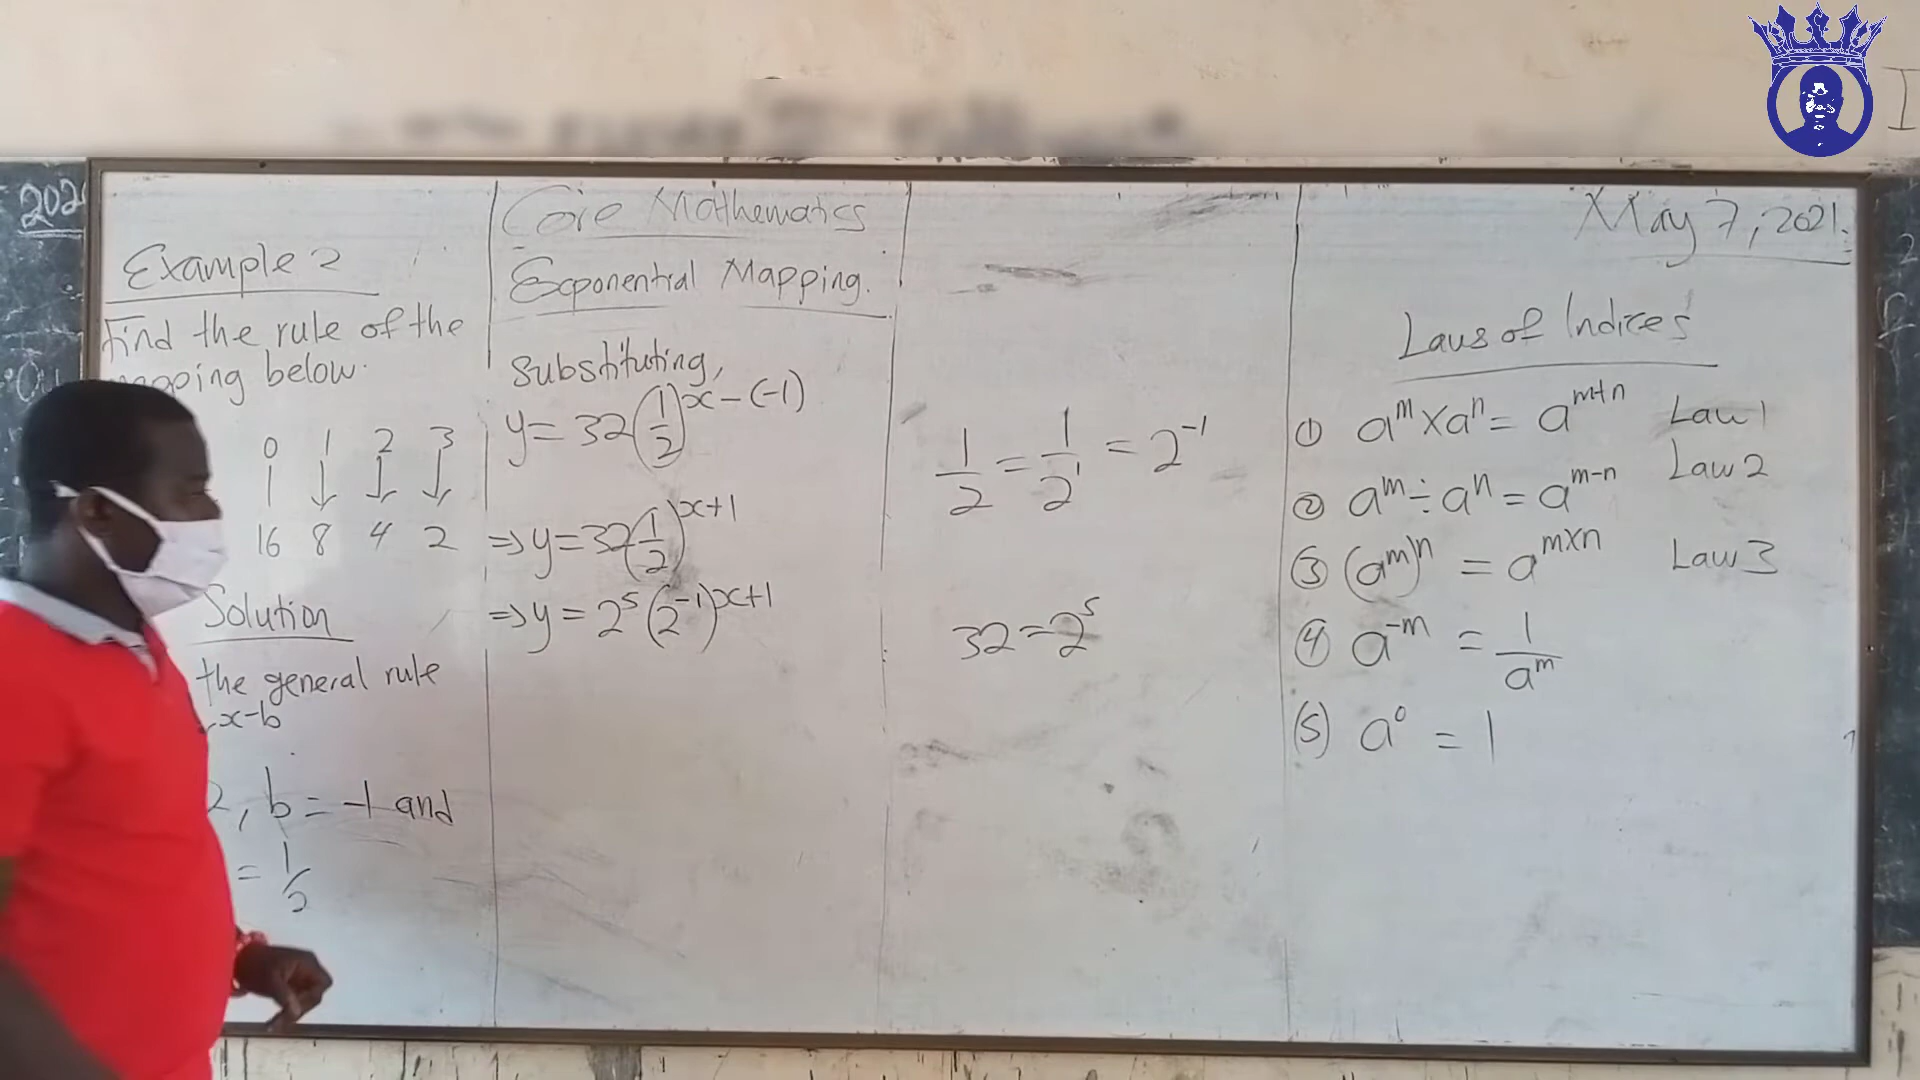 202
Core Mathematics
May 7, 2021.
Example 2
Find the rule of the
mapping below.
0 1 2 3
16 8 4 2
Solution
the general rule
x-b
2, b = -1 and
= 1/2
Exponential Mapping.
Substituting,
y = 32(1/2)^x-(-1)
⇒ y = 32(1/2)^x+1
⇒ y = 2^5(2^-1)^x+1
1/2 = 1/2^1 = 2^-1
32 = 2^5
Laws of Indices
① a^m × a^n = a^m+n Law 1
② a^m ÷ a^n = a^m-n Law 2
③ (a^m)^n = a^m×n Law 3
④ a^-m = 1/a^m
(5) a^0 = 1